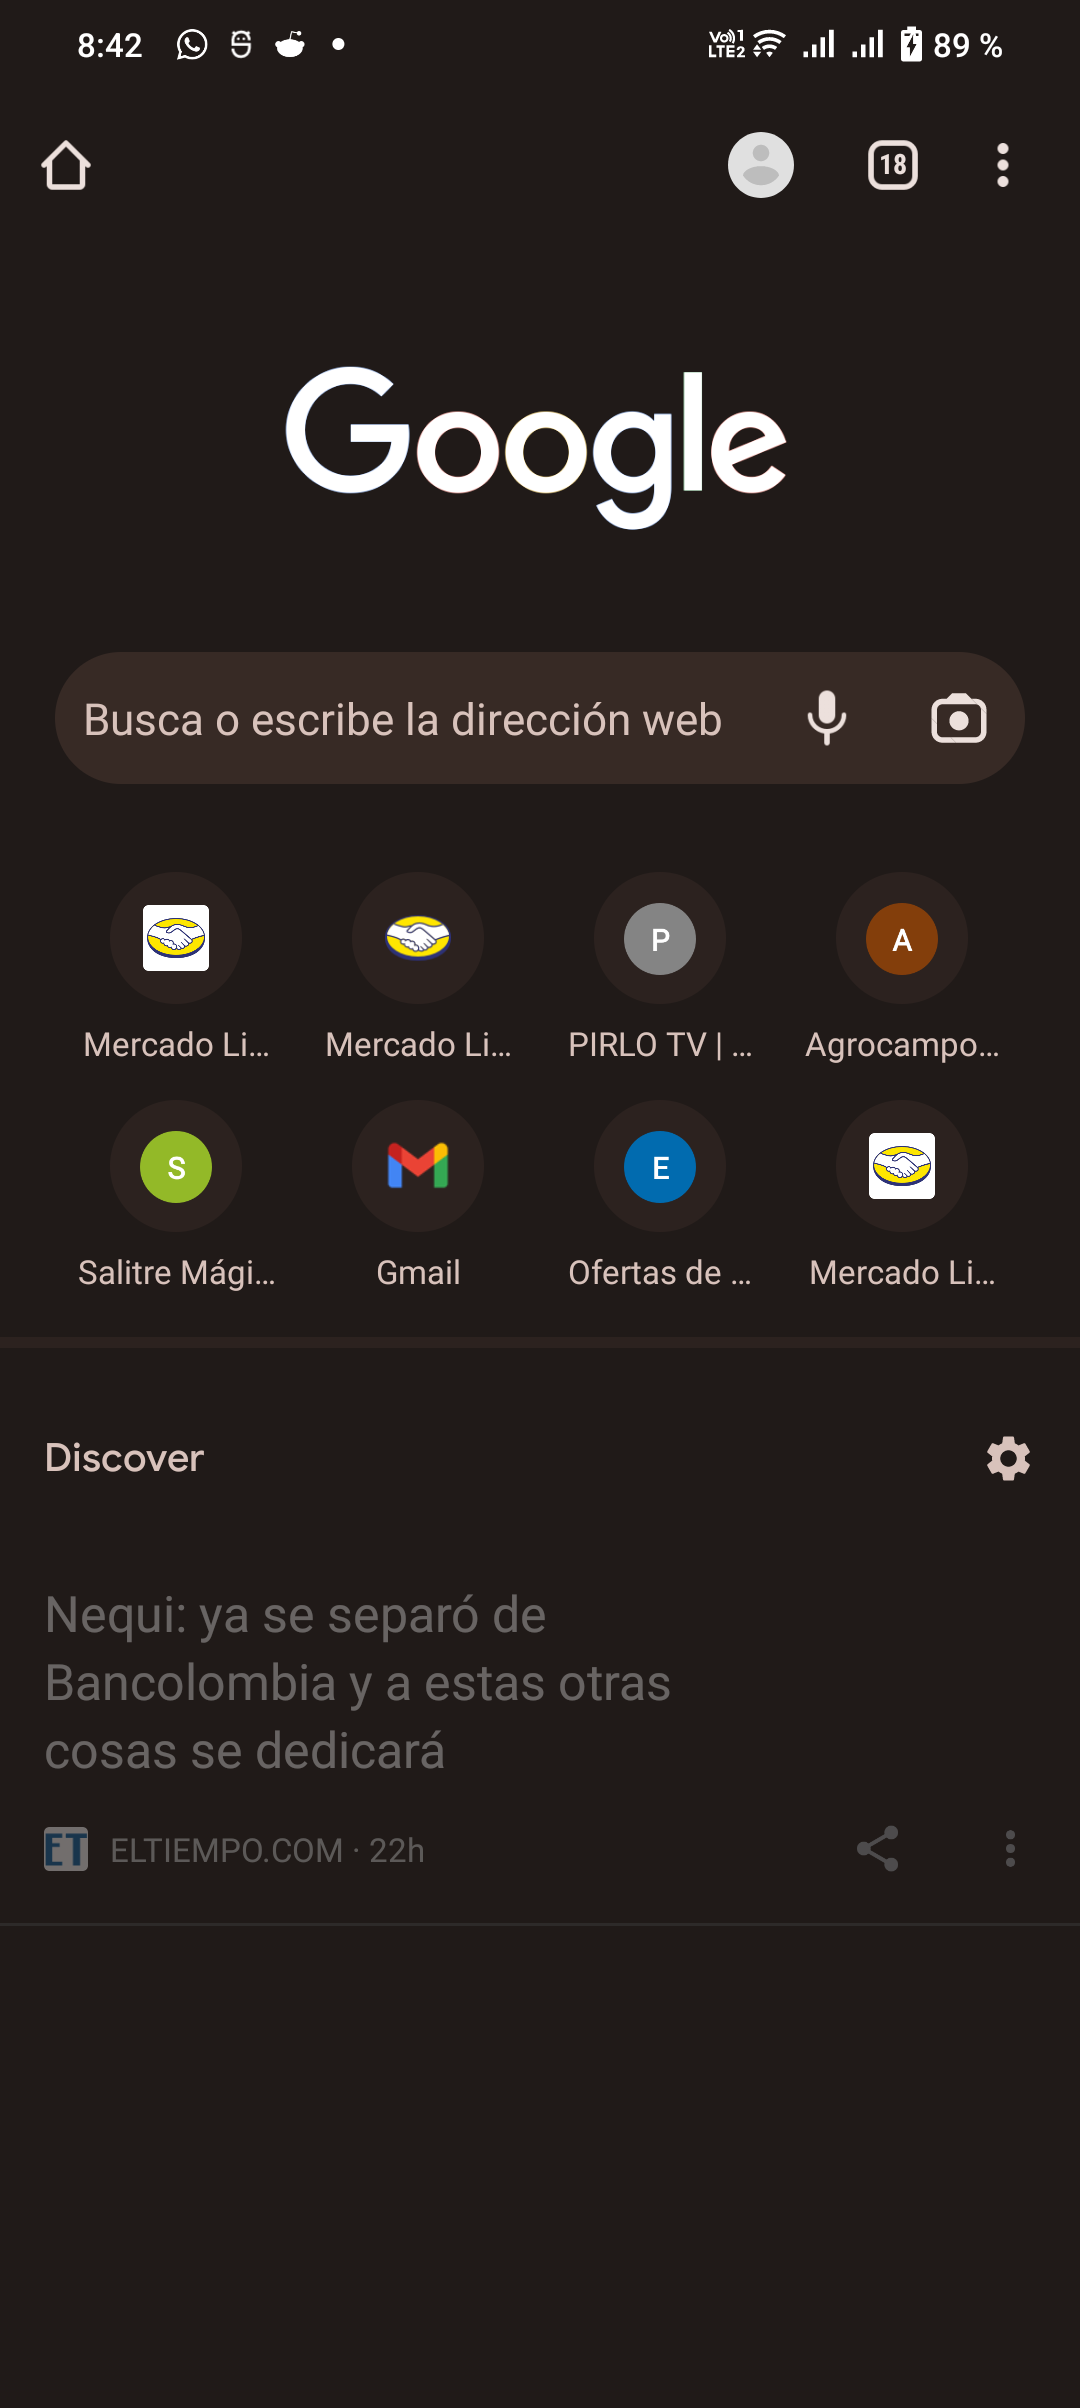 8:42
Vo)) 1
LTE2
89 %
18
Google
Busca o escribe la dirección web
Mercado Li...
Mercado Li...
P
PIRLO TV | ...
A
Agrocampo...
S
Salitre Mági...
Gmail
E
Ofertas de ...
Mercado Li...
Discover
Nequi: ya se separó de
Bancolombia y a estas otras
cosas se dedicará
ET
ELTIEMPO.COM · 22h